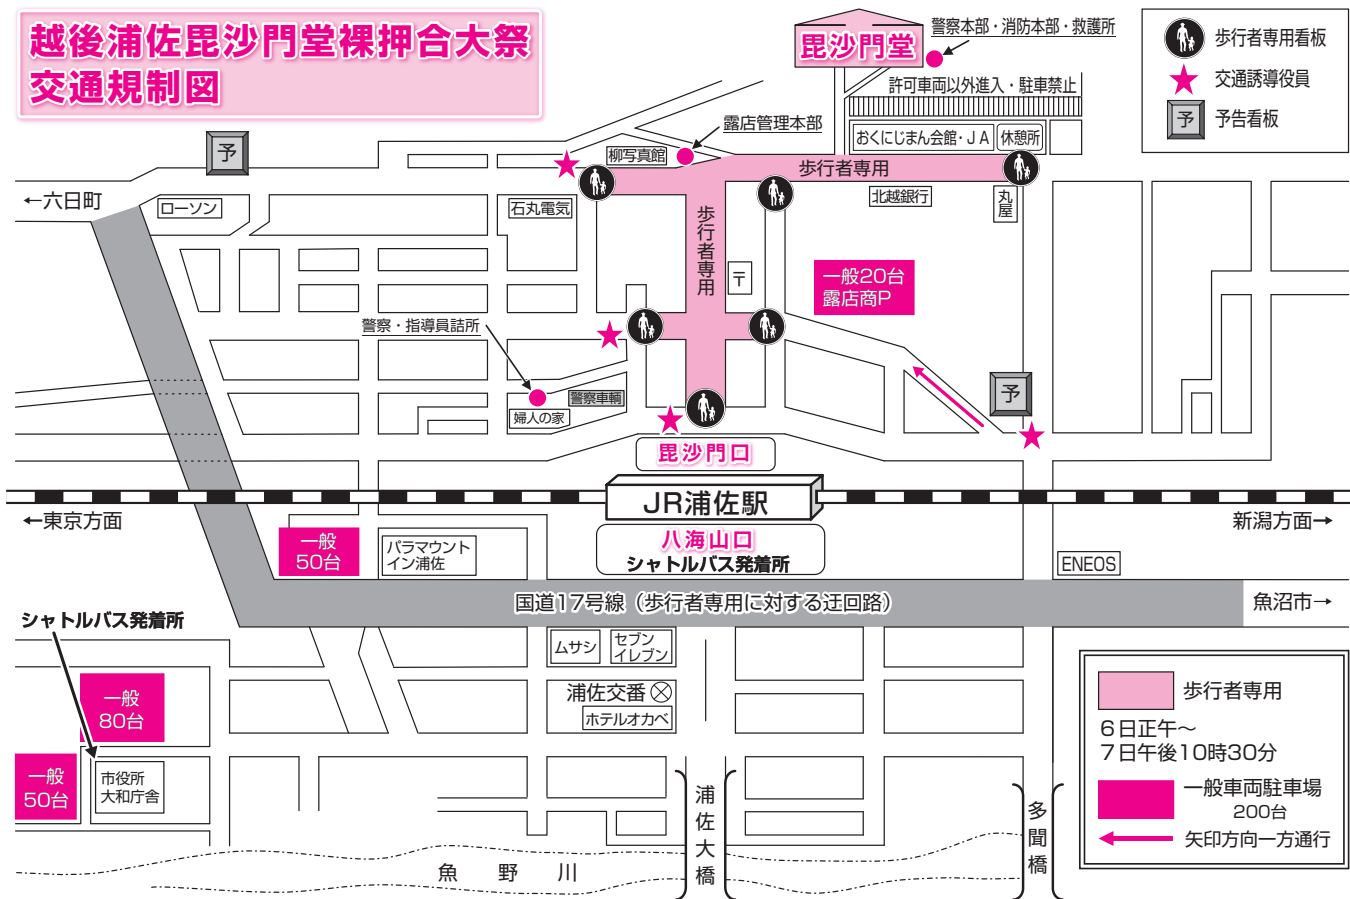 越後浦佐毘沙門堂裸押合大祭
交通規制図
毘沙門堂
警察本部・消防本部・救護所
許可車両以外進入・駐車禁止
おくにじまん会館・JA
休憩所
歩行者専用看板
交通誘導役員
予
予告看板
予
露店管理本部
柳写真館
歩行者専用
←六日町
ローソン
石丸電気
北越銀行
丸屋
歩行者専用
〒
一般20台
露店商P
警察・指導員詰所
警察車輌
婦人の家
予
毘沙門口
JR浦佐駅
←東京方面
新潟方面→
八海山口
シャトルバス発着所
一般
50台
パラマウント
イン浦佐
ENEOS
国道17号線（歩行者専用に対する迂回路）
魚沼市→
シャトルバス発着所
ムサシ
セブン
イレブン
浦佐交番
ホテルオカベ
一般
80台
一般
50台
市役所
大和庁舎
浦佐大橋
多聞橋
魚野川
歩行者専用
6日正午～
7日午後10時30分
一般車両駐車場
200台
矢印方向一方通行